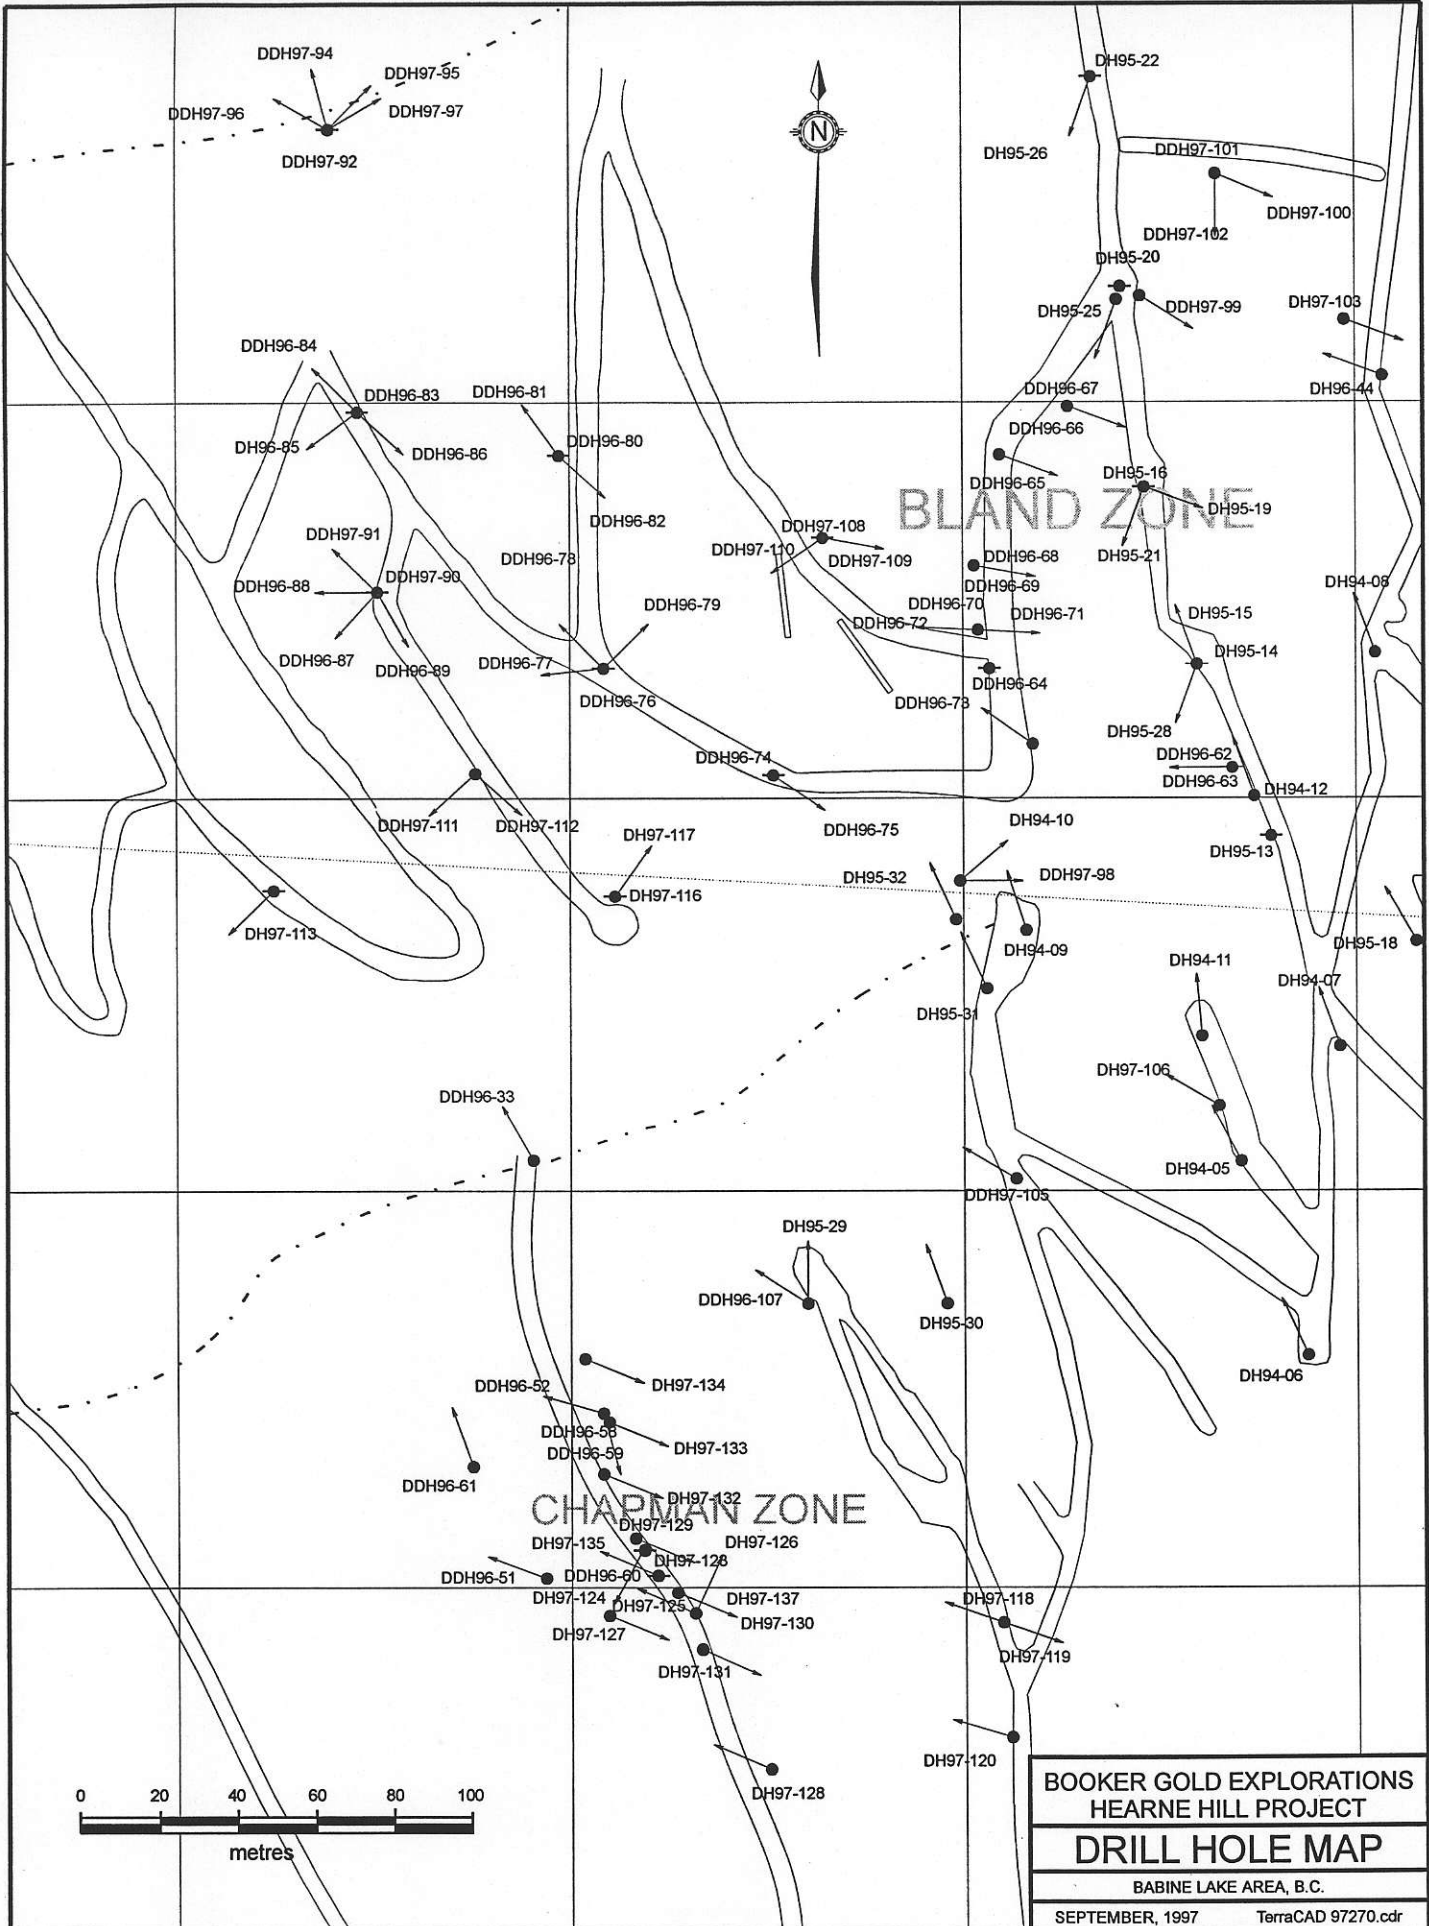 DDH97-94
DDH97-95
DDH97-96
DDH97-97
DDH97-92
N
DH95-22
DH95-26
DDH97-101
DDH97-100
DDH97-102
DH95-20
DH95-25
DDH97-99
DH97-103
DH96-44
DDH96-84
DDH96-83
DH96-85
DDH96-86
DDH96-81
DDH96-80
DDH96-82
DDH96-67
DDH96-66
DDH96-65
DH95-16
DH95-19
BLAND ZONE
DH95-21
DDH97-108
DDH97-110
DDH97-109
DDH97-91
DDH96-78
DDH96-88
DDH97-90
DDH96-68
DDH96-69
DH94-08
DDH96-79
DDH96-70
DDH96-71
DDH96-72
DH95-15
DDH96-87
DDH96-89
DDH96-77
DDH96-76
DH95-14
DDH96-64
DDH96-73
DH95-28
DDH96-74
DDH96-62
DDH96-63
DH94-12
DDH97-111
DDH97-112
DDH96-75
DH94-10
DH97-117
DH95-13
DH95-32
DDH97-98
DH97-116
DH97-113
DH94-09
DH95-18
DH94-11
DH94-07
DH95-31
DH97-106
DDH96-33
DH94-05
DDH97-105
DH95-29
DDH96-107
DH95-30
DH94-06
DDH96-52
DH97-134
DDH96-58
DH97-133
DDH96-59
DDH96-61
DH97-132
CHAPMAN ZONE
DH97-129
DH97-135
DH97-126
DH97-123
DDH96-51
DDH96-60
DH97-124
DH97-125
DH97-137
DH97-118
DH97-127
DH97-130
DH97-131
DH97-119
DH97-120
DH97-128
0 20 40 60 80 100
metres
BOOKER GOLD EXPLORATIONS
HEARNE HILL PROJECT
DRILL HOLE MAP
BABINE LAKE AREA, B.C.
SEPTEMBER, 1997 TerraCAD 97270.cdr